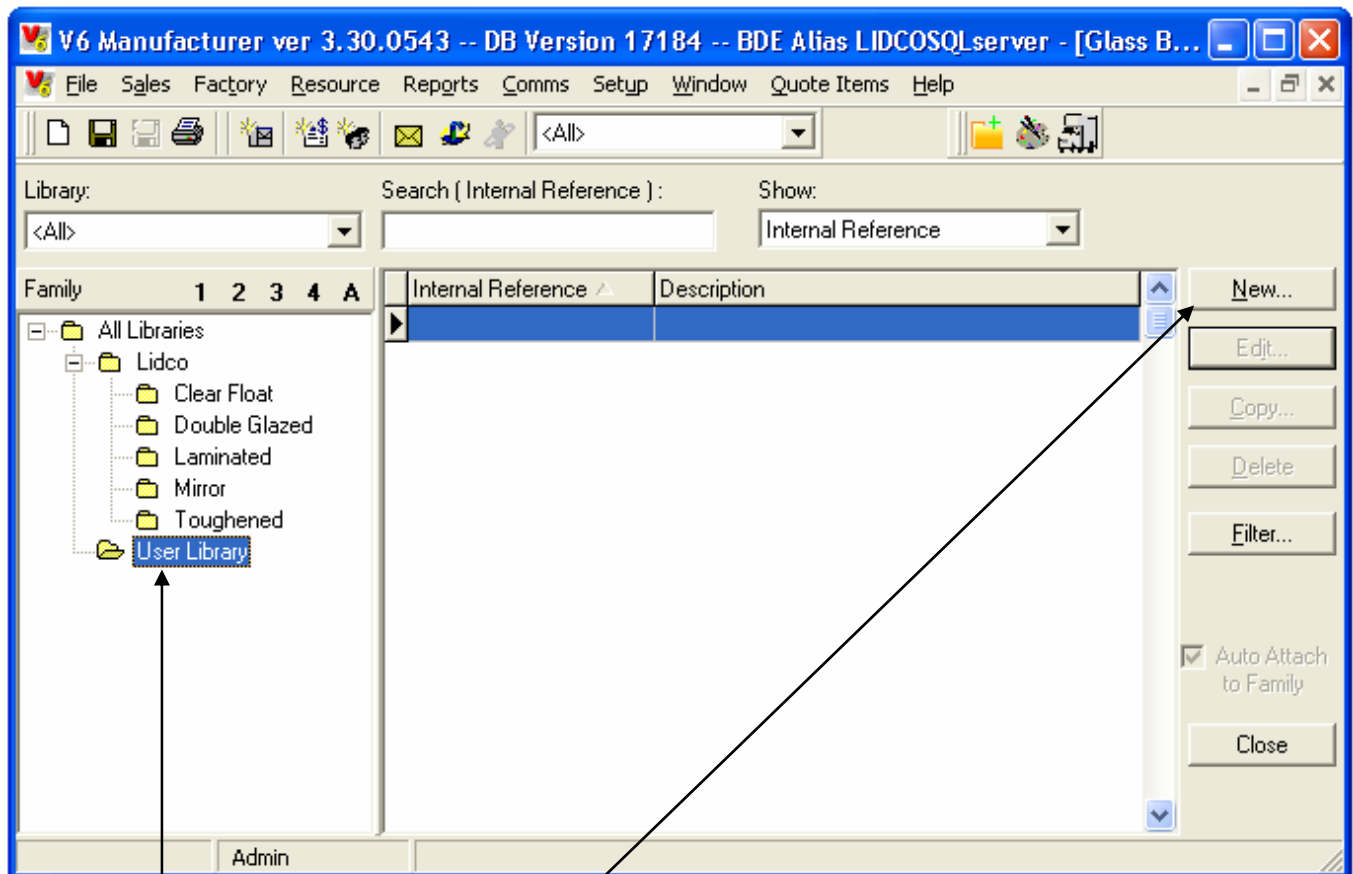 V6 Manufacturer ver 3.30.0543 -- DB Version 17184 -- BDE Alias LIDCOSQLserver - [Glass B...
File Sales Factory Resource Reports Comms Setup Window Quote Items Help
<All>
Library: Search ( Internal Reference ) : Show:
<All> Internal Reference
Family 1 2 3 4 A Internal Reference Description New...
All Libraries
Edit...
Lidco
Clear Float
Copy...
Double Glazed
Laminated
Delete
Mirror
Toughened
Filter...
User Library
Auto Attach
to Family
Close
Admin